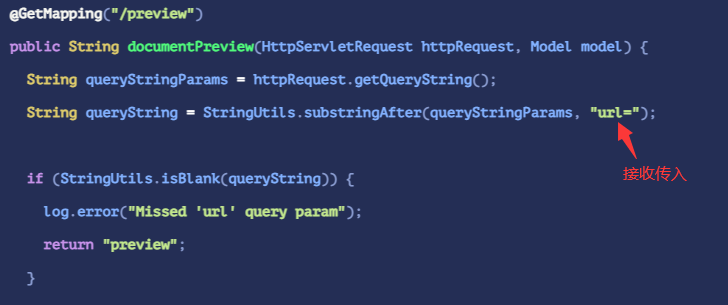 @GetMapping("/preview")
public String documentPreview(HttpServletRequest httpRequest, Model model) {
String queryStringParams = httpRequest.getQueryString();
String queryString = StringUtils.substringAfter(queryStringParams, "url=");
接收传入
if (StringUtils.isBlank(queryString)) {
log.error("Missed 'url' query param");
return "preview";
}